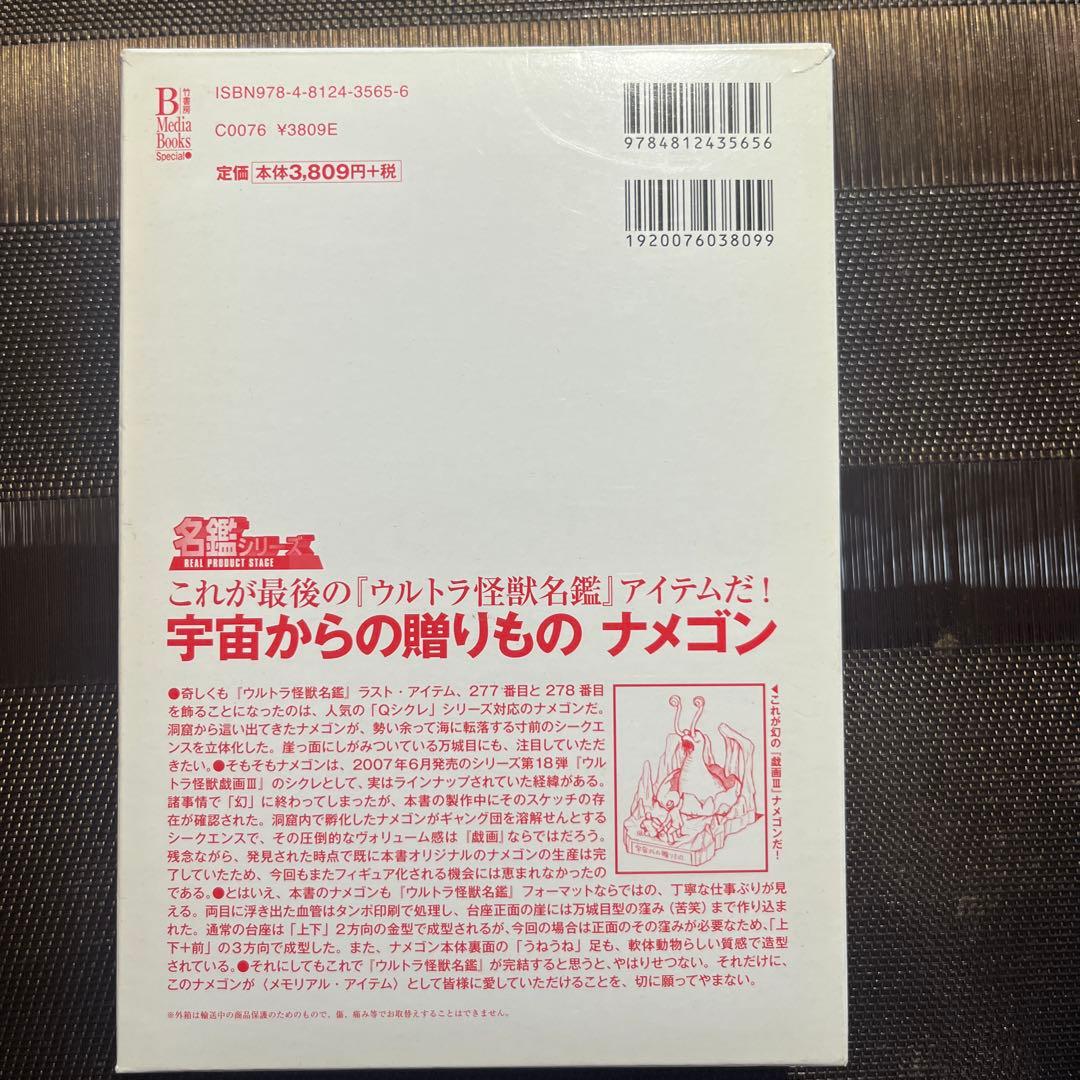 竹書房
B
Media
Books
Special●
ISBN978-4-8124-3565-6
C0076 ¥3809E
定価 本体3,809円+税
9784812435656
1920076038099
名鑑シリーズ
REAL PRODUCT STAGE
これが最後の『ウルトラ怪獣名鑑』アイテムだ!
宇宙からの贈りもの ナメゴン
●奇しくも『ウルトラ怪獣名鑑』ラスト・アイテム、277番目と278番目
を飾ることになったのは、人気の「Qシクレ」シリーズ対応のナメゴンだ。
洞窟から這い出てきたナメゴンが、勢い余って海に転落する寸前のシークエ
ンスを立体化した。崖っ面にしがみついている万城目にも、注目していただ
きたい。●そもそもナメゴンは、2007年6月発売のシリーズ第18弾『ウル
トラ怪獣戯画Ⅲ』のシクレとして、実はラインナップされていた経緯がある。
諸事情で「幻」に終わってしまったが、本書の製作中にそのスケッチの存
在が確認された。洞窟内で孵化したナメゴンがギャング団を溶解せんとする
シークエンスで、その圧倒的なヴォリューム感は『戯画』ならではだろう。
残念ながら、発見された時点で既に本書オリジナルのナメゴンの生産は完
了していたため、今回もまたフィギュア化される機会には恵まれなかったの
である。●とはいえ、本書のナメゴンも『ウルトラ怪獣名鑑』フォーマットならではの、丁寧な仕事ぶりが見
える。両目に浮き出た血管はタンポ印刷で処理し、台座正面の崖には万城目型の窪み(苦笑)まで作り込ま
れた。通常の台座は「上下」2方向の金型で成型されるが、今回の場合は正面のその窪みが必要なため、「上
下+前」の3方向で成型した。また、ナメゴン本体裏面の「うねうね」足も、軟体動物らしい質感で造型
されている。●それにしてもこれで『ウルトラ怪獣名鑑』が完結すると思うと、やはりせつない。それだけに、
このナメゴンが〈メモリアル・アイテム〉として皆様に愛していただけることを、切に願ってやまない。
◀これが幻の『戯画Ⅲ』ナメゴンだ!
宇宙からの贈りもの
※外箱は輸送中の商品保護のためのもので、傷、痛み等でお取替えすることはできません。